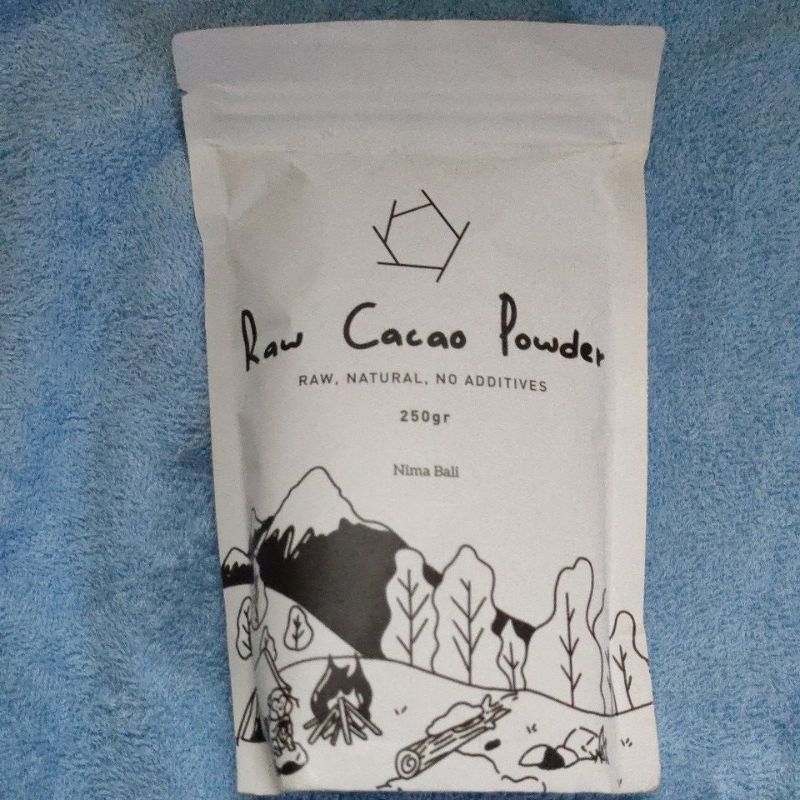 Raw Cacao Powder
RAW, NATURAL, NO ADDITIVES
250gr
Nima Bali